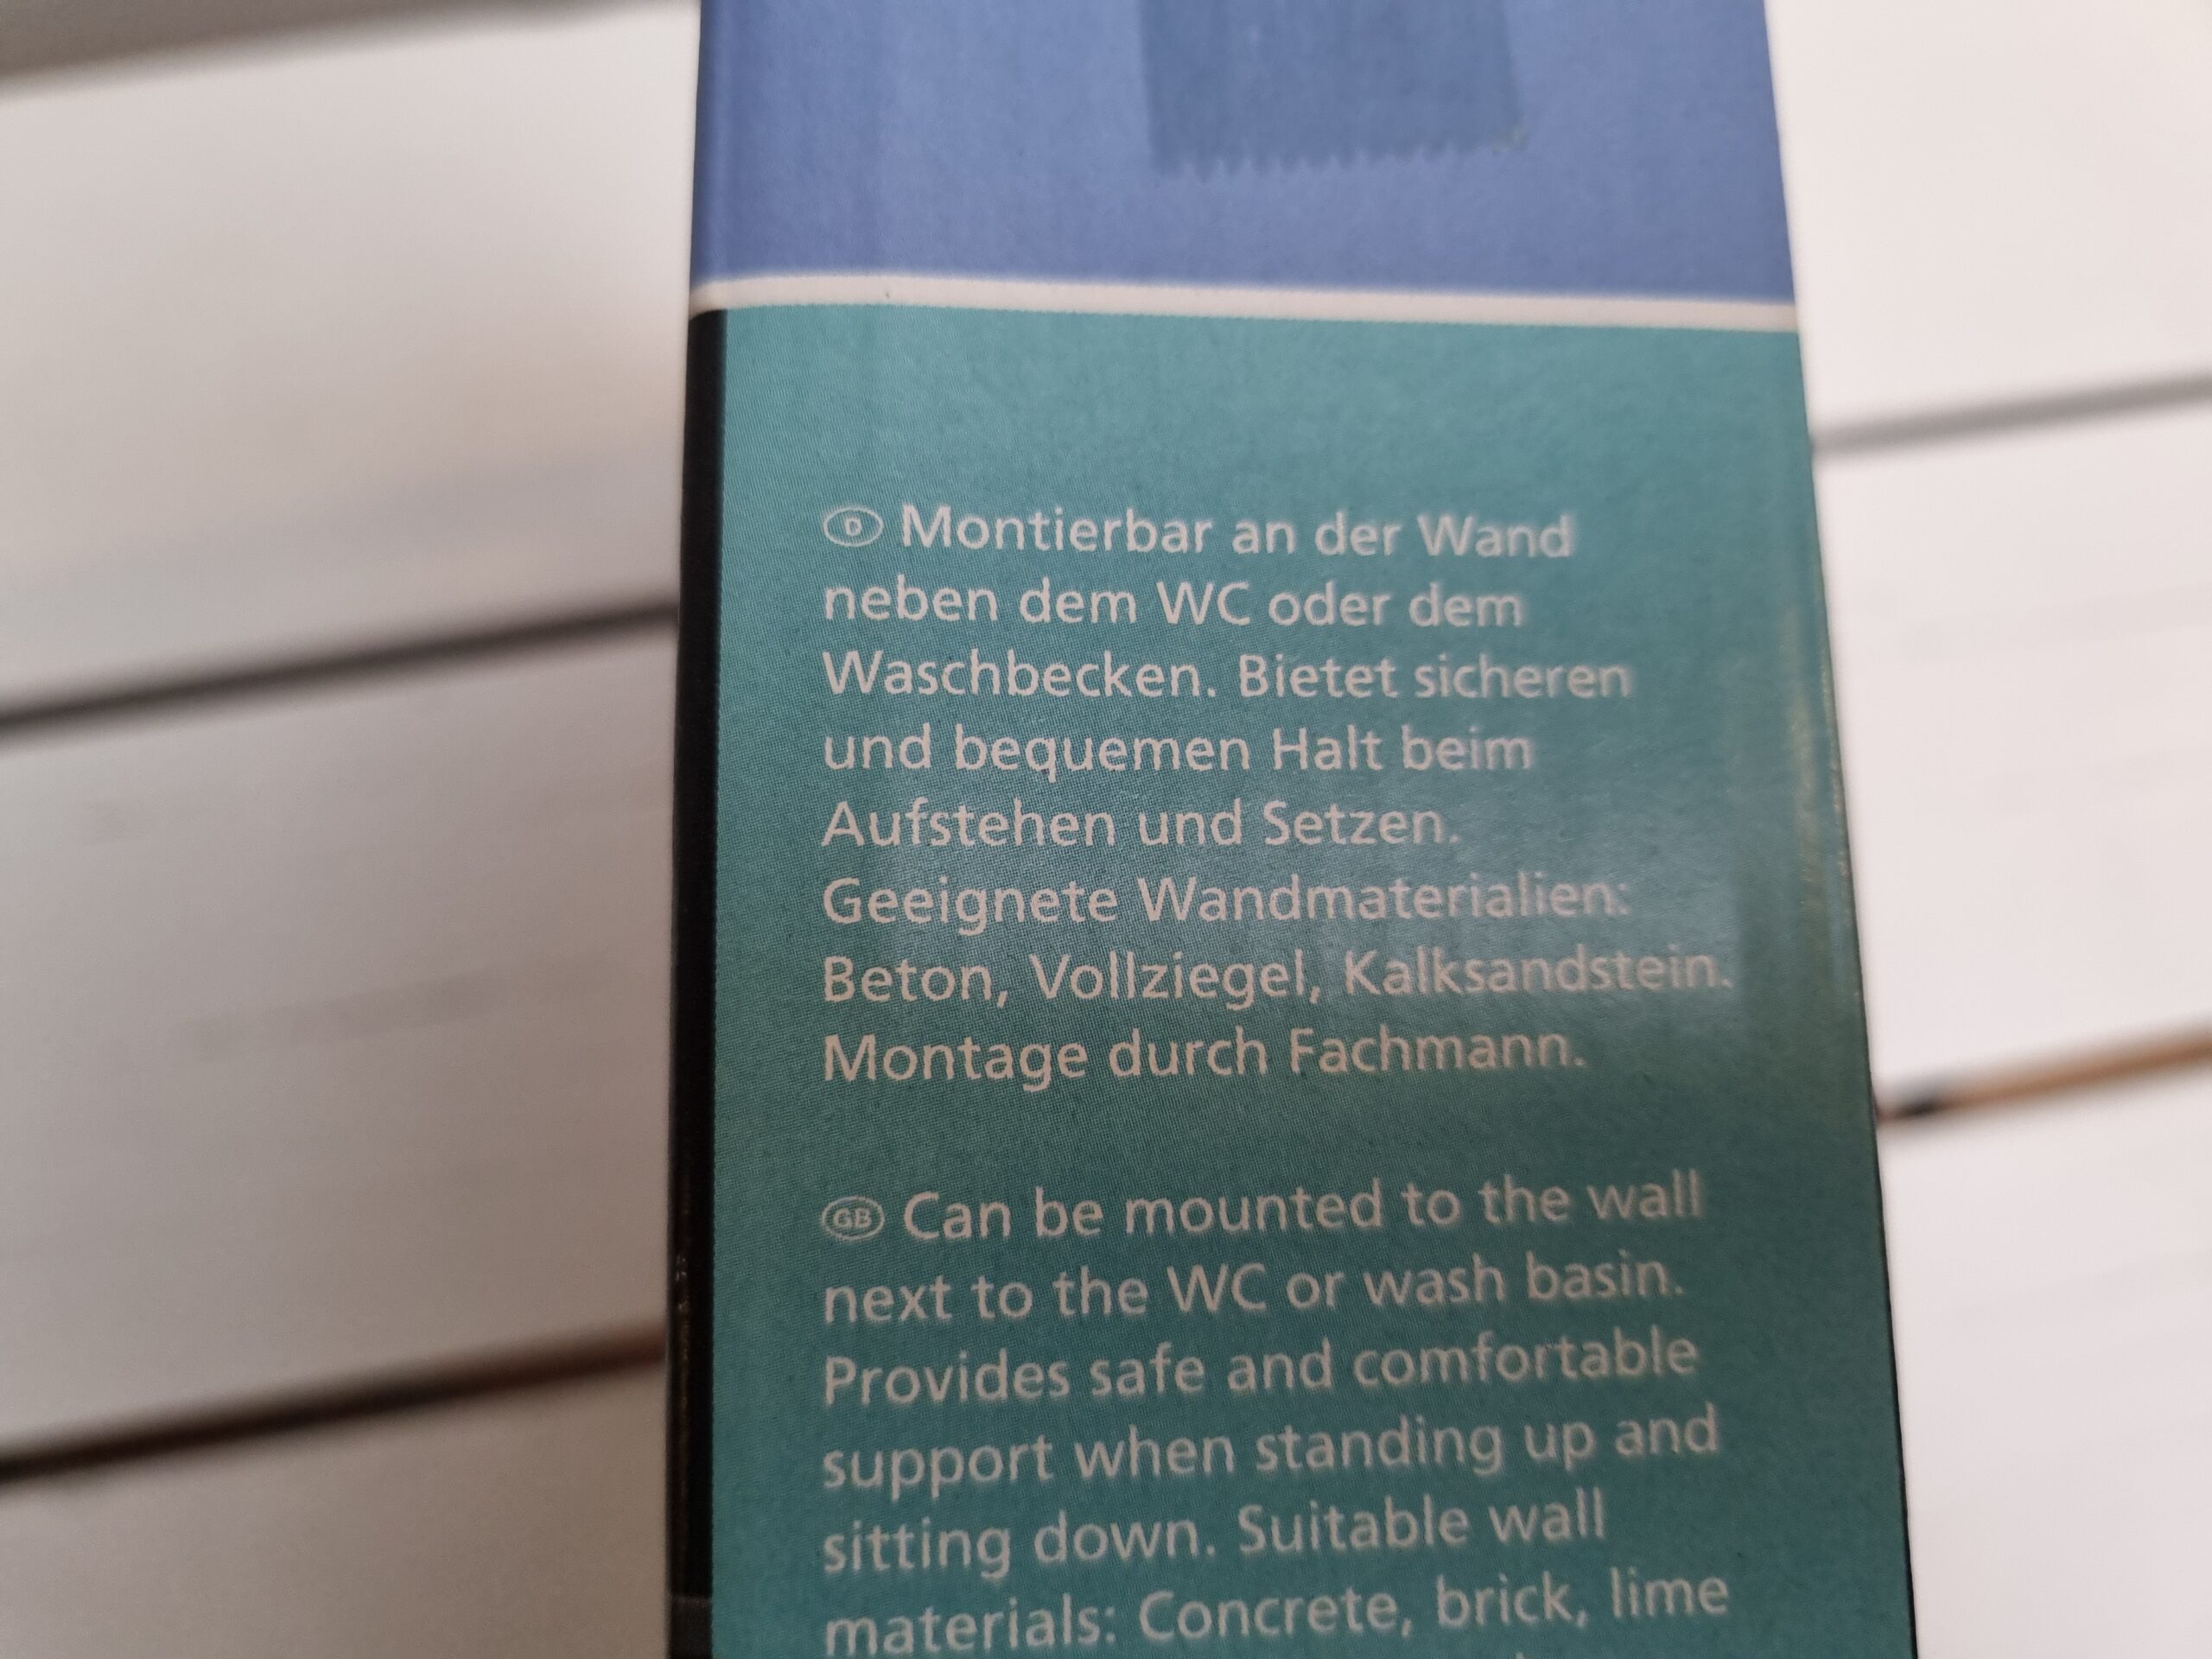 D Montierbar an der Wand
neben dem WC oder dem
Waschbecken. Bietet sicheren
und bequemen Halt beim
Aufstehen und Setzen.
Geeignete Wandmaterialien:
Beton, Vollziegel, Kalksandstein.
Montage durch Fachmann.
GB Can be mounted to the wall
next to the WC or wash basin.
Provides safe and comfortable
support when standing up and
sitting down. Suitable wall
materials: Concrete, brick, lime